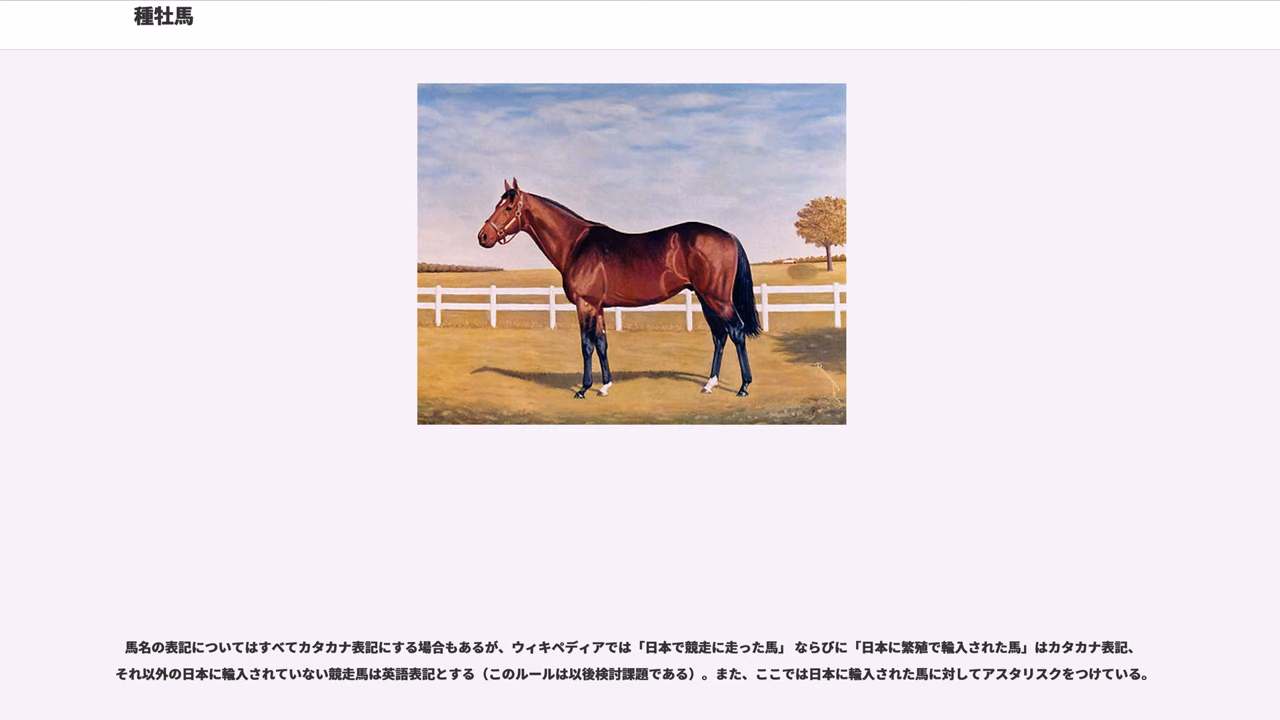 種牡馬
馬名の表記についてはすべてカタカナ表記にする場合もあるが、ウィキペディアでは「日本で競走に走った馬」 ならびに「日本に繁殖で輸入された馬」はカタカナ表記、
それ以外の日本に輸入されていない競走馬は英語表記とする（このルールは以後検討課題である）。また、ここでは日本に輸入された馬に対してアスタリスクをつけている。